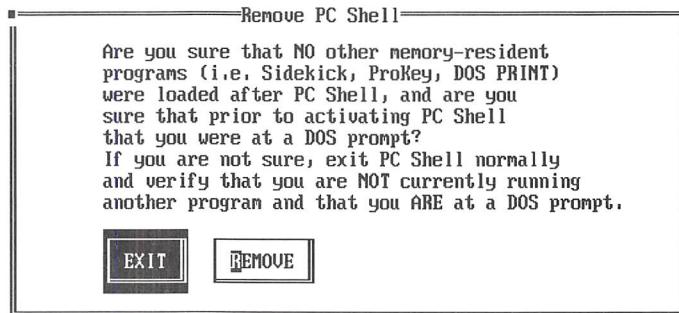 Remove PC Shell
Are you sure that NO other memory-resident
programs (i.e. Sidekick, ProKey, DOS PRINT)
were loaded after PC Shell, and are you
sure that prior to activating PC Shell
that you were at a DOS prompt?
If you are not sure, exit PC Shell normally
and verify that you are NOT currently running
another program and that you ARE at a DOS prompt.
EXIT REMOVE